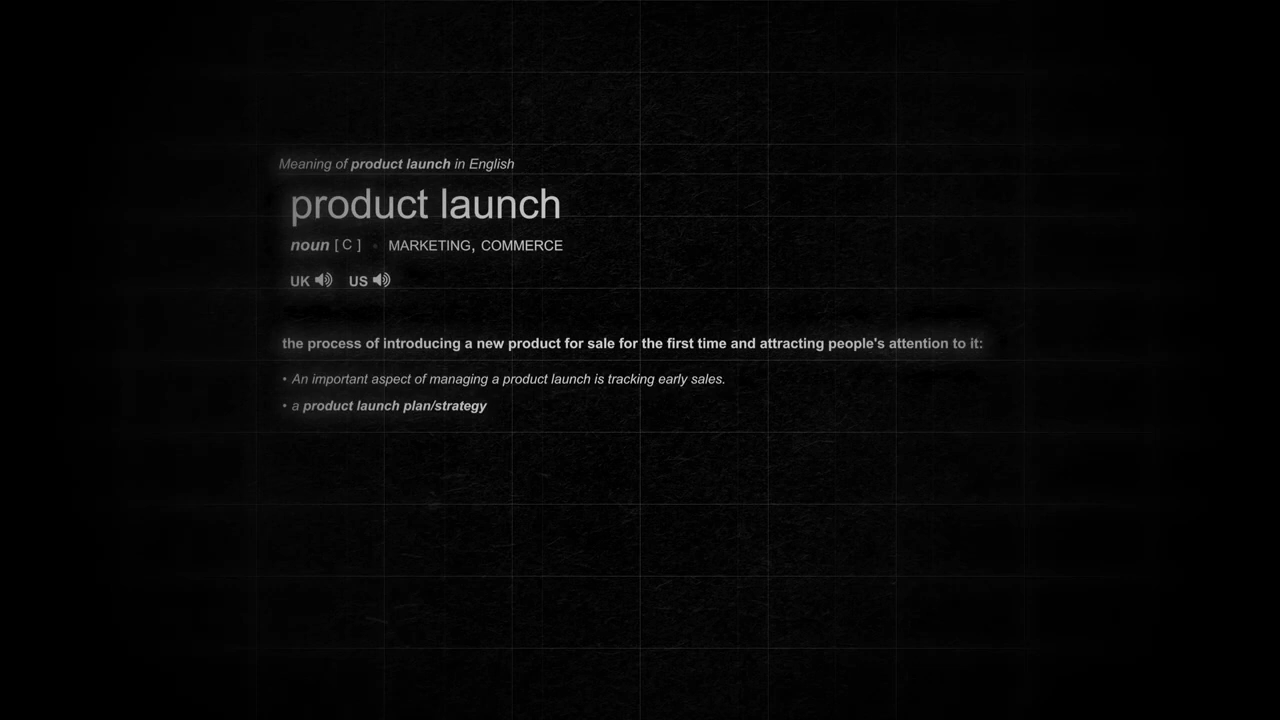 Meaning of product launch in English
product launch
noun [ C ] • MARKETING, COMMERCE
UK US
the process of introducing a new product for sale for the first time and attracting people's attention to it:
• An important aspect of managing a product launch is tracking early sales.
• a product launch plan/strategy